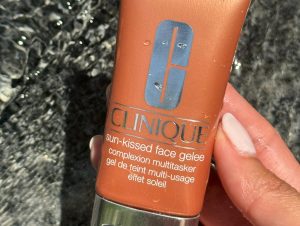 C
CLINIQUE
sun-kissed face gelee
complexion multitasker
gel de teint multi-usage
effet soleil